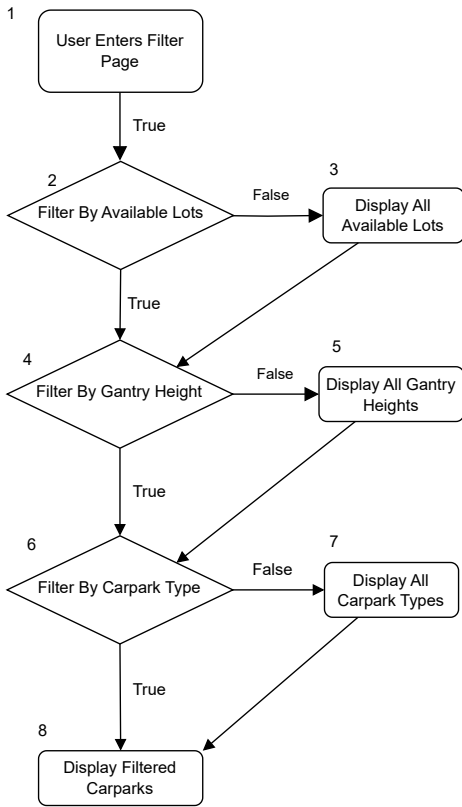 1
User Enters Filter
Page
True
2
Filter By Available Lots
False
3
Display All
Available Lots
True
4
Filter By Gantry Height
False
5
Display All Gantry
Heights
True
6
Filter By Carpark Type
False
7
Display All
Carpark Types
True
8
Display Filtered
Carparks